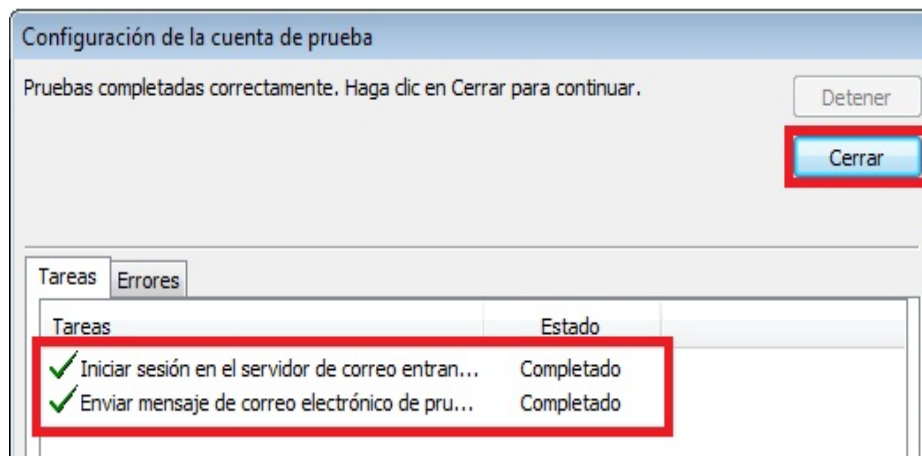 Configuración de la cuenta de prueba
Pruebas completadas correctamente. Haga clic en Cerrar para continuar.
Detener
Cerrar
Tareas Errores
Tareas Estado
Iniciar sesión en el servidor de correo entran... Completado
Enviar mensaje de correo electrónico de pru... Completado